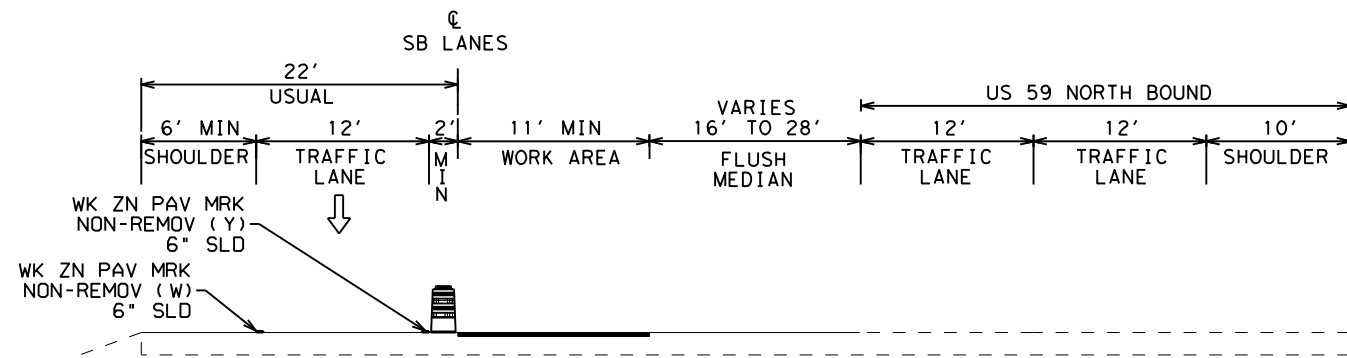 ℄
SB LANES
22'
USUAL
US 59 NORTH BOUND
VARIES
6' MIN
12'
2'
11' MIN
16' TO 28'
12'
12'
10'
SHOULDER
TRAFFIC
LANE
MIN
WORK AREA
FLUSH
MEDIAN
TRAFFIC
LANE
TRAFFIC
LANE
SHOULDER
WK ZN PAV MRK
NON-REMOV (Y)
6" SLD
WK ZN PAV MRK
NON-REMOV (W)
6" SLD